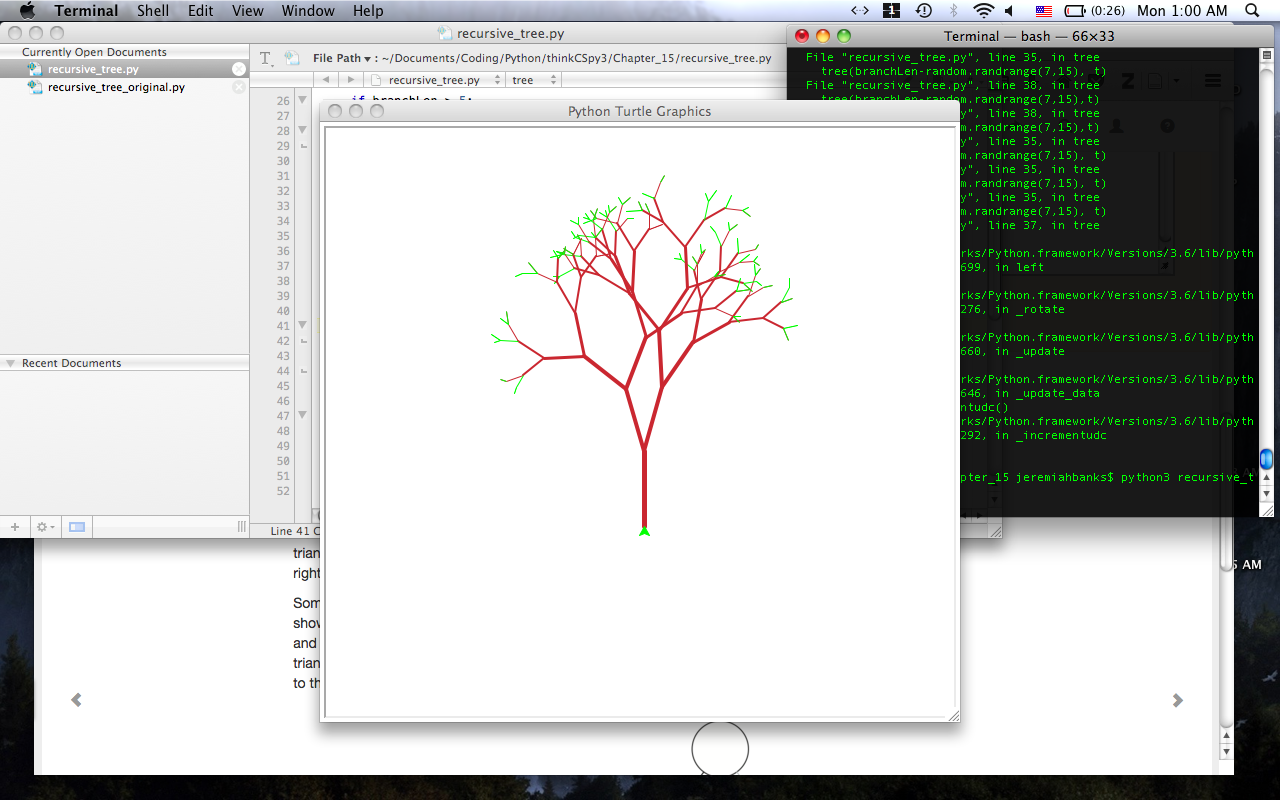 Terminal Shell Edit View Window Help
1 (0:26) Mon 1:00 AM
recursive_tree.py
Currently Open Documents
recursive_tree.py
recursive_tree_original.py
Recent Documents
File Path ▾ : ~/Documents/Coding/Python/thinkCSpy3/Chapter_15/recursive_tree.py
recursive_tree.py tree
26
27
28
29
30
31
32
33
34
35
36
37
38
39
40
41
42
43
44
45
46
47
48
49
50
51
52
if branchLen > 5:
Line 41 C
Python Turtle Graphics
Terminal — bash — 66×33
File "recursive_tree.py", line 35, in tree
tree(branchLen-random.randrange(7,15), t)
File "recursive_tree.py", line 38, in tree
tree(branchLen-random.randrange(7,15),t)
y", line 38, in tree
m.randrange(7,15),t)
y", line 35, in tree
m.randrange(7,15), t)
y", line 35, in tree
m.randrange(7,15), t)
y", line 35, in tree
m.randrange(7,15), t)
y", line 37, in tree
rks/Python.framework/Versions/3.6/lib/pyth
699, in left
rks/Python.framework/Versions/3.6/lib/pyth
276, in _rotate
rks/Python.framework/Versions/3.6/lib/pyth
660, in _update
rks/Python.framework/Versions/3.6/lib/pyth
646, in _update_data
ntudc()
rks/Python.framework/Versions/3.6/lib/pyth
292, in _incrementudc
pter_15 jeremiahbanks$ python3 recursive_t
5 AM
trian
right
Som
show
and
trian
to th